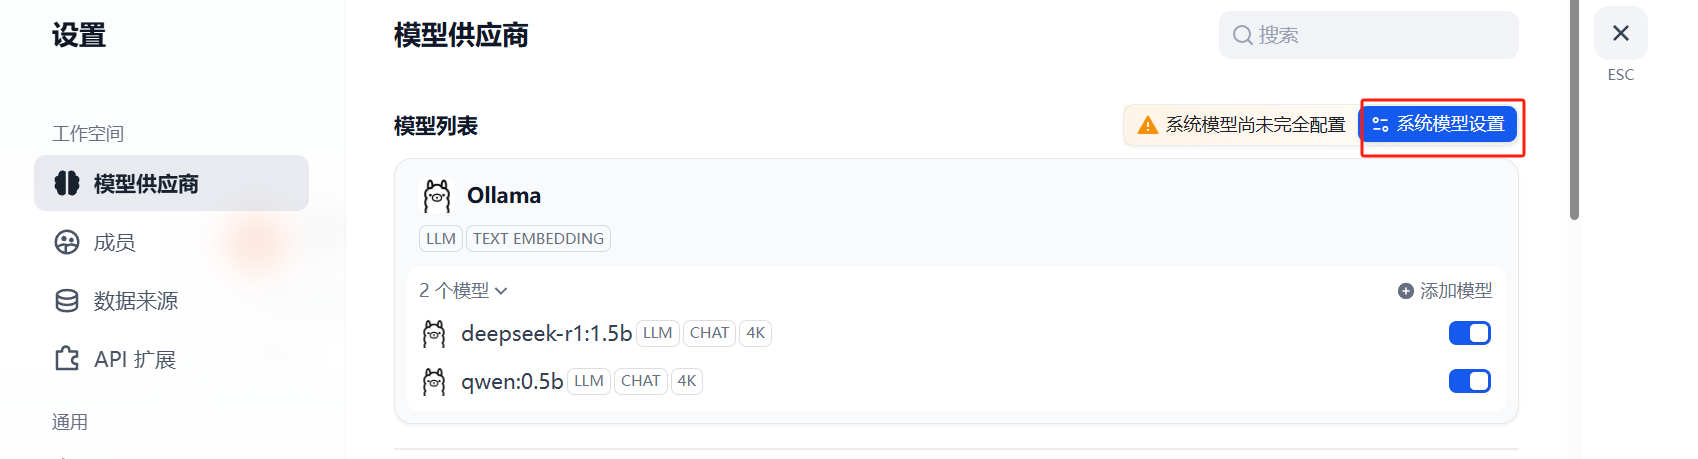 设置
工作空间
模型供应商
成员
数据来源
API 扩展
通用
模型供应商
搜索
ESC
模型列表
系统模型尚未完全配置
系统模型设置
Ollama
LLM TEXT EMBEDDING
2 个模型
添加模型
deepseek-r1:1.5b LLM CHAT 4K
qwen:0.5b LLM CHAT 4K